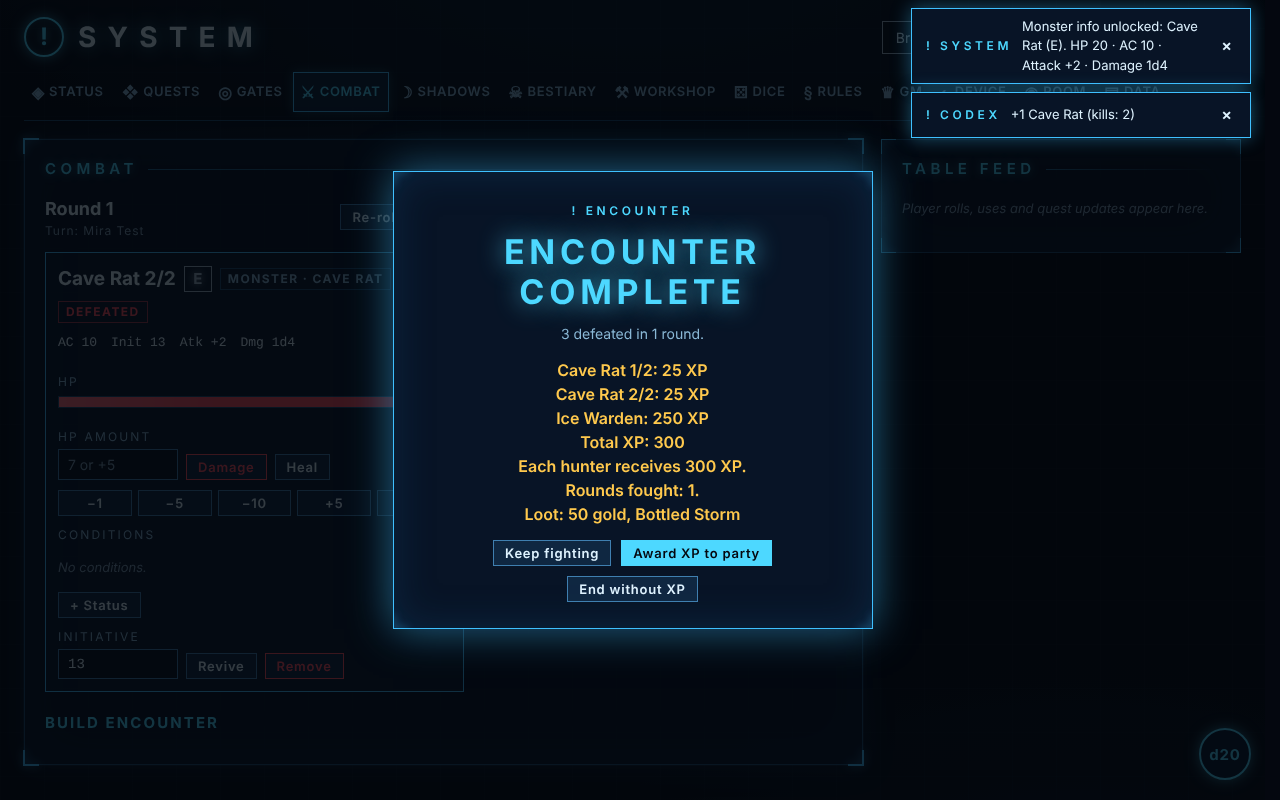 ! SYSTEM
! SYSTEM Monster info unlocked: Cave
Rat (E). HP 20 · AC 10 ·
Attack +2 · Damage 1d4
×
STATUS QUESTS GATES COMBAT SHADOWS BESTIARY WORKSHOP DICE RULES GM DEVICE ROOM DATA
! CODEX +1 Cave Rat (kills: 2) ×
COMBAT
Round 1
Turn: Mira Test
Cave Rat 2/2 E MONSTER · CAVE RAT
DEFEATED
AC 10 Init 13 Atk +2 Dmg 1d4
HP
HP AMOUNT
7 or +5 Damage Heal
−1 −5 −10 +5
CONDITIONS
No conditions.
+ Status
INITIATIVE
13 Revive Remove
BUILD ENCOUNTER
! ENCOUNTER
ENCOUNTER
COMPLETE
3 defeated in 1 round.
Cave Rat 1/2: 25 XP
Cave Rat 2/2: 25 XP
Ice Warden: 250 XP
Total XP: 300
Each hunter receives 300 XP.
Rounds fought: 1.
Loot: 50 gold, Bottled Storm
Keep fighting Award XP to party
End without XP
TABLE FEED
Player rolls, uses and quest updates appear here.
d20